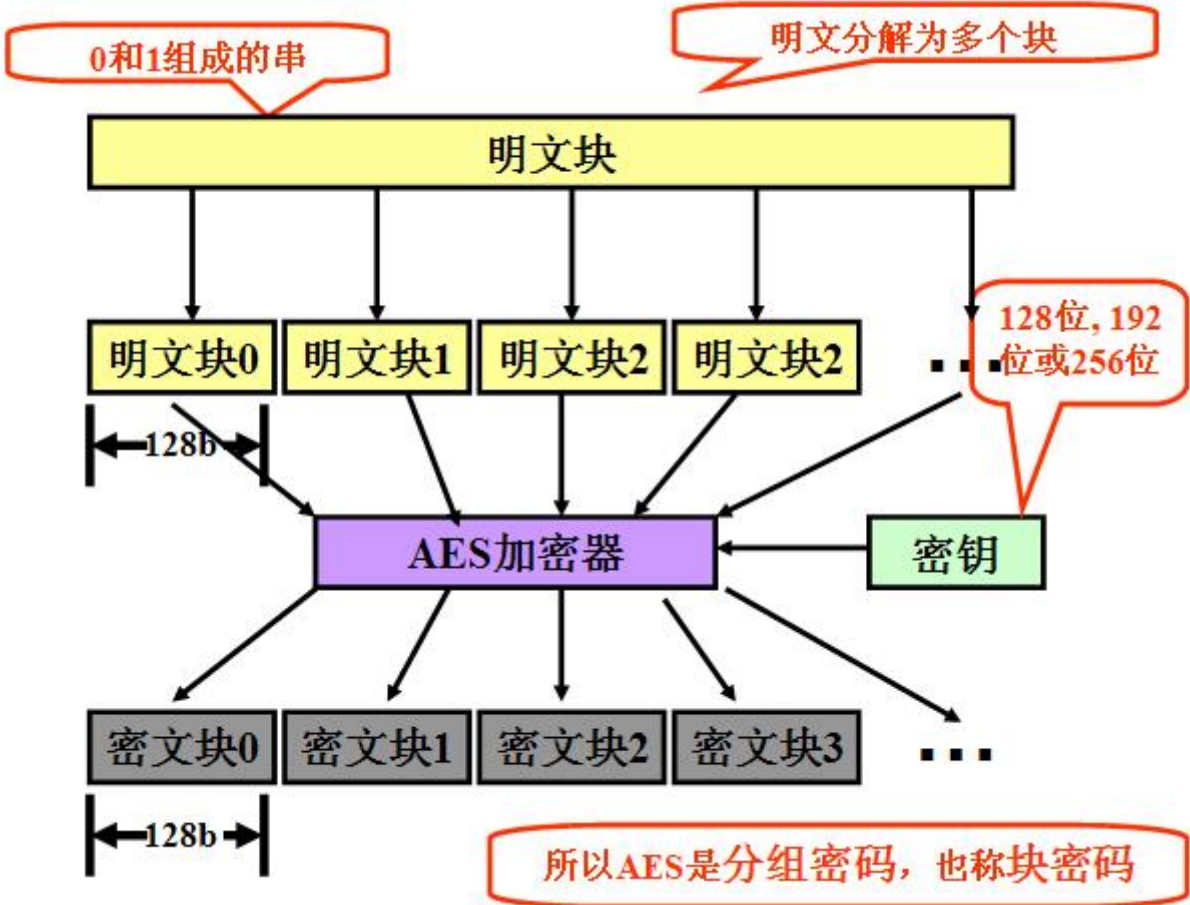 0和1组成的串
明文分解为多个块
明文块
明文块0
明文块1
明文块2
明文块2
...
128位, 192
位或256位
128b
AES加密器
密钥
密文块0
密文块1
密文块2
密文块3
...
128b
所以AES是分组密码，也称块密码